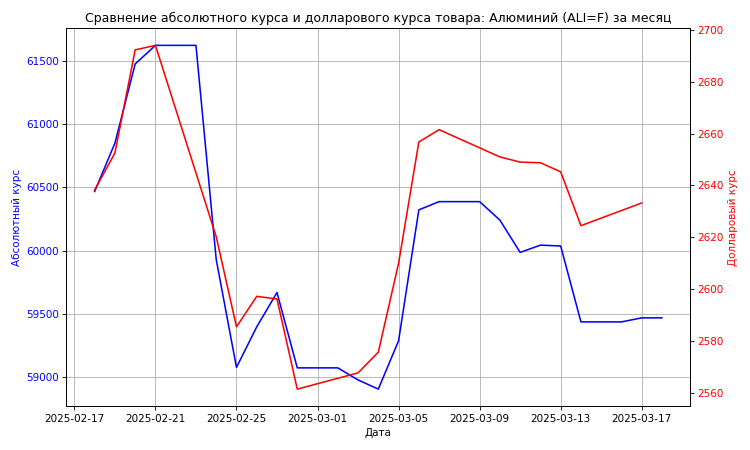 Сравнение абсолютного курса и долларового курса товара: Алюминий (ALI=F) за месяц
Абсолютный курс
61500
61000
60500
60000
59500
59000
2700
2680
2660
2640
2620
2600
2580
2560
Долларовый курс
2025-02-17 2025-02-21 2025-02-25 2025-03-01 2025-03-05 2025-03-09 2025-03-13 2025-03-17
Дата